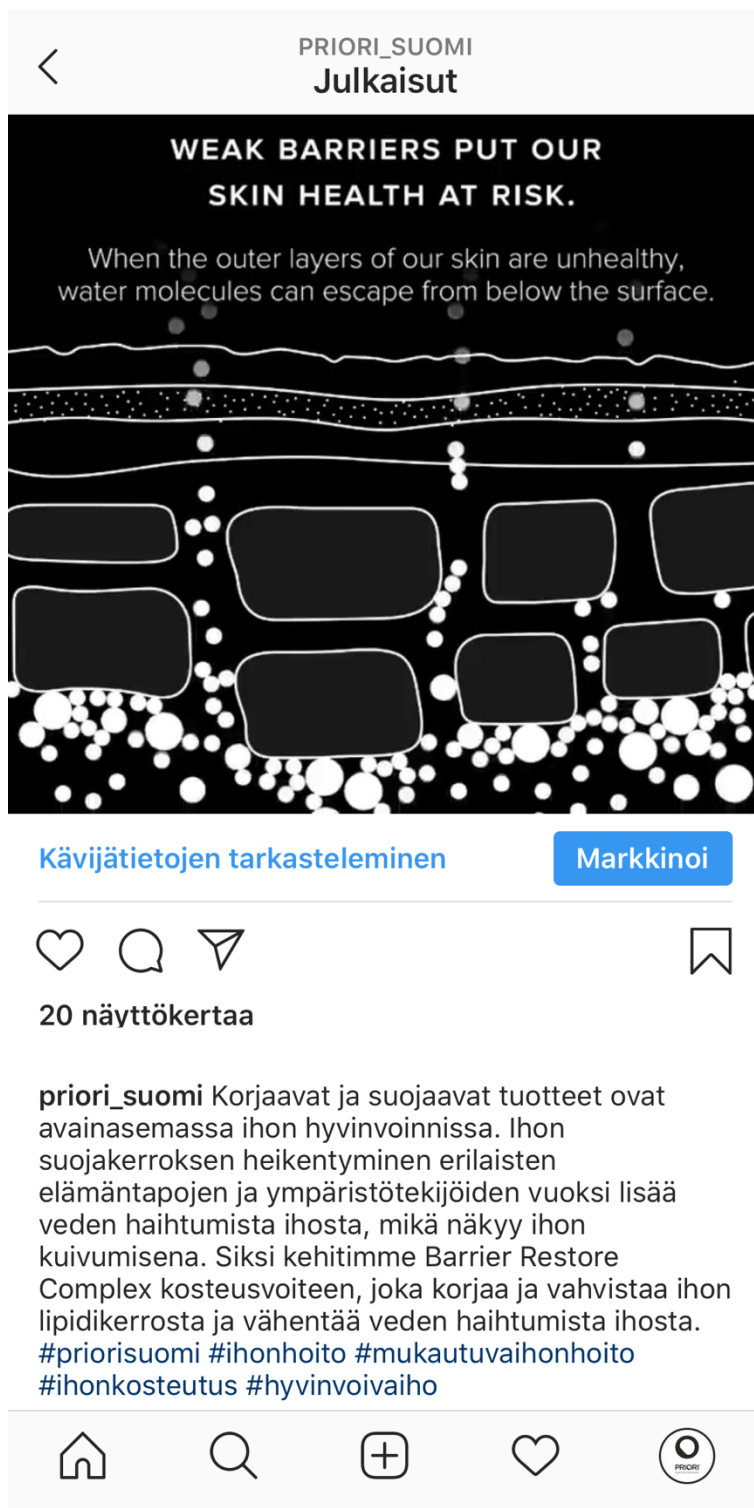 PRIORI_SUOMI
Julkaisut
WEAK BARRIERS PUT OUR
SKIN HEALTH AT RISK.
When the outer layers of our skin are unhealthy,
water molecules can escape from below the surface.
Kävijätietojen tarkasteleminen
Markkinoi
20 näyttökertaa
priori_suomi Korjaavat ja suojaavat tuotteet ovat
avainasemassa ihon hyvinvoinnissa. Ihon
suojakerroksen heikentyminen erilaisten
elämäntapojen ja ympäristötekijöiden vuoksi lisää
veden haihtumista ihosta, mikä näkyy ihon
kuivumisena. Siksi kehitimme Barrier Restore
Complex kosteusvoiteen, joka korjaa ja vahvistaa ihon
lipidikerrosta ja vähentää veden haihtumista ihosta.
#priorisuomi #ihonhoito #mukautuvaihonhoito
#ihonkosteutus #hyvinvoivaiho
PRIORI